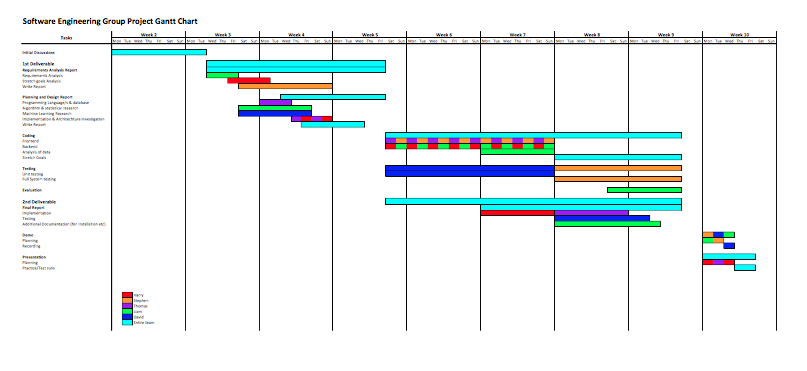 Software Engineering Group Project Gantt Chart
Tasks Week 2 Week 3 Week 4 Week 5 Week 6 Week 7 Week 8 Week 9 Week 10
Mon Tue Wed Thu Fri Sat Sun Mon Tue Wed Thu Fri Sat Sun Mon Tue Wed Thu Fri Sat Sun Mon Tue Wed Thu Fri Sat Sun Mon Tue Wed Thu Fri Sat Sun Mon Tue Wed Thu Fri Sat Sun Mon Tue Wed Thu Fri Sat Sun Mon Tue Wed Thu Fri Sat Sun Mon Tue Wed Thu Fri Sat Sun
Initial Discussions
1st Deliverable
Requirements Analysis Report
Requirements Analysis
Stretch goals Analysis
Write Report
Planning and Design Report
Programming Language/s & database
Algorithm & statistical research
Machine Learning Research
Implementation & Architechture Investigation
Write Report
Coding
Frontend
Backend
Analysis of data
Stretch Goals
Testing
Unit testing
Full System testing
Evaluation
2nd Deliverable
Final Report
Implementation
Testing
Additional Documentation (for installation etc)
Demo
Planning
Recording
Presentation
Planning
Practice/Test runs
Harry
Stephen
Thomas
Liam
David
Entire team